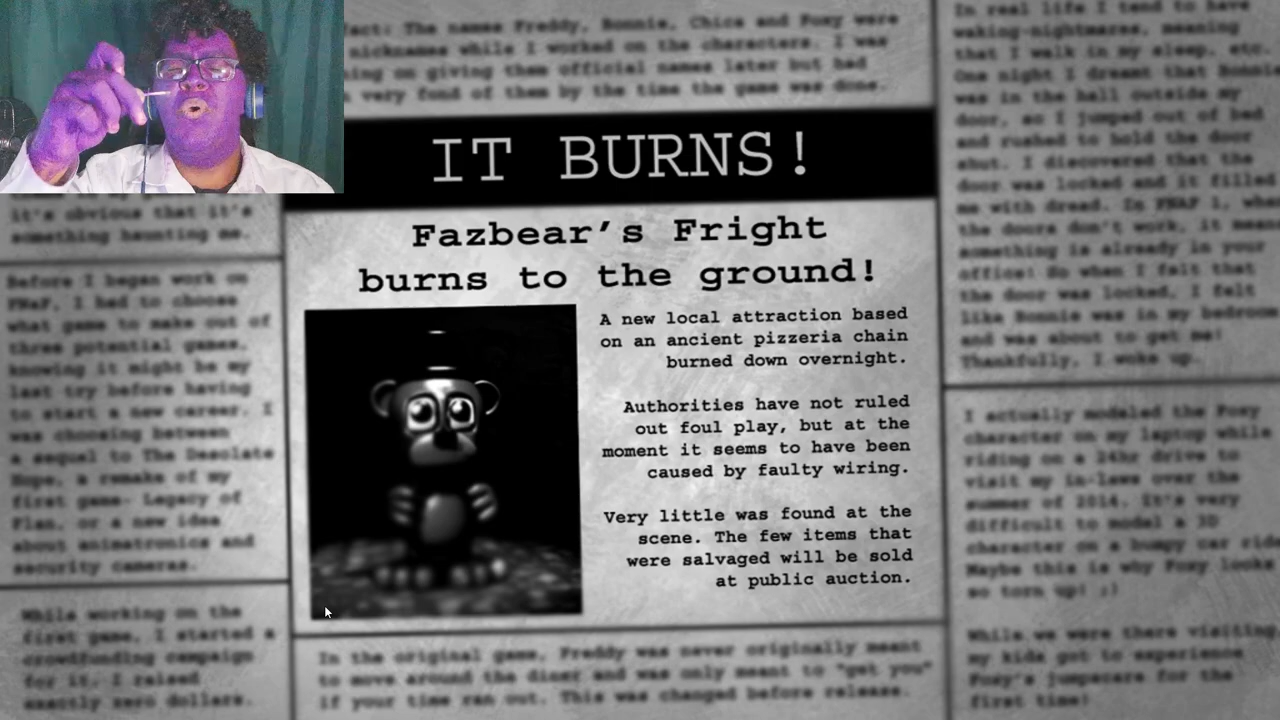 fact: The names Freddy, Bonnie, Chica and Foxy were
nicknames while I worked on the characters. I was
on giving them official names later but had
very fond of them by the time the game was done.
IT BURNS!
Fazbear's Fright
burns to the ground!
A new local attraction based
on an ancient pizzeria chain
burned down overnight.
Authorities have not ruled
out foul play, but at the
moment it seems to have been
caused by faulty wiring.
Very little was found at the
scene. The few items that
were salvaged will be sold
at public auction.
it's obvious that it's
something haunting me.
Before I began work on
FNaF, I had to choose
what game to make out of
three potential games,
knowing it might be my
last try before having
to start a new career. I
was choosing between
a sequel to The Desolate
Hope, a remake of my
first game- Legacy of
Flan, or a new idea
about animatronics and
security cameras.
While working on the
first game, I started a
crowdfunding campaign
for it. I raised
exactly zero dollars.
In the original game, Freddy was never originally meant
to move around the diner and was only meant to "get you"
if your time ran out. This was changed before release.
In real life I tend to have
waking-nightmares, meaning
that I walk in my sleep, etc.
One night I dreamt that Bonnie
was in the hall outside my
door, so I jumped out of bed
and rushed to hold the door
shut. I discovered that the
door was locked and it filled
me with dread. In FNAF 1, when
the doors don't work, it means
something is already in your
office! So when I felt that
the door was locked, I felt
like Bonnie was in my bedroom
and was about to get me!
Thankfully, I woke up.
I actually modeled the Foxy
character on my laptop while
riding on a 24hr drive to
visit my in-laws over the
summer of 2014. It's very
difficult to model a 3D
character on a bumpy car ride
Maybe this is why Foxy looks
so torn up! ;)
While we were there visiting,
my kids got to experience
Foxy's jumpscare for the
first time!